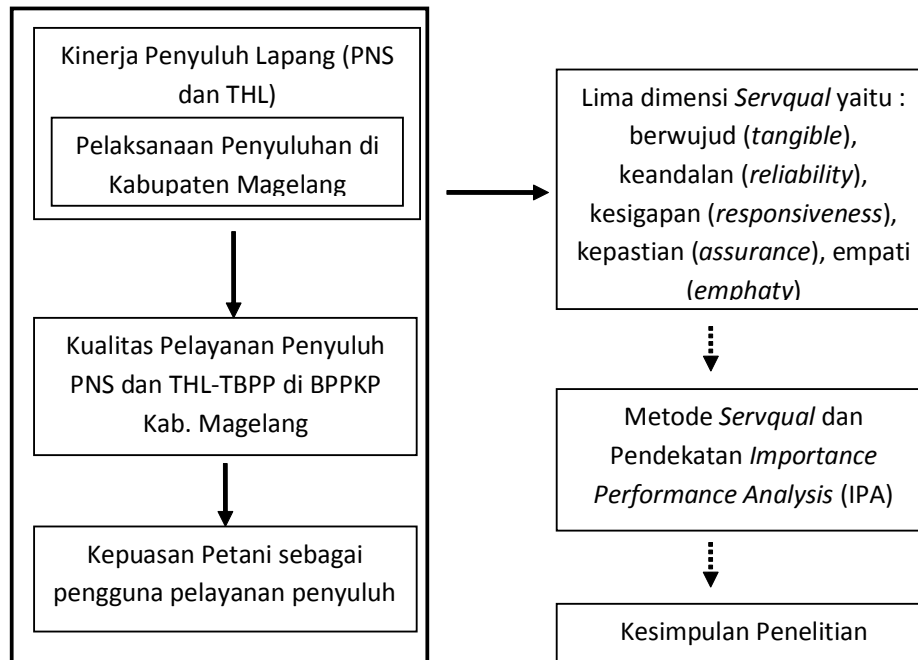 Kinerja Penyuluh Lapang (PNS
dan THL)
Pelaksanaan Penyuluhan di
Kabupaten Magelang
Kualitas Pelayanan Penyuluh
PNS dan THL-TBPP di BPPKP
Kab. Magelang
Kepuasan Petani sebagai
pengguna pelayanan penyuluh
Lima dimensi Servqual yaitu :
berwujud (tangible),
keandalan (reliability),
kesigapan (responsiveness),
kepastian (assurance), empati
(emphaty)
Metode Servqual dan
Pendekatan Importance
Performance Analysis (IPA)
Kesimpulan Penelitian